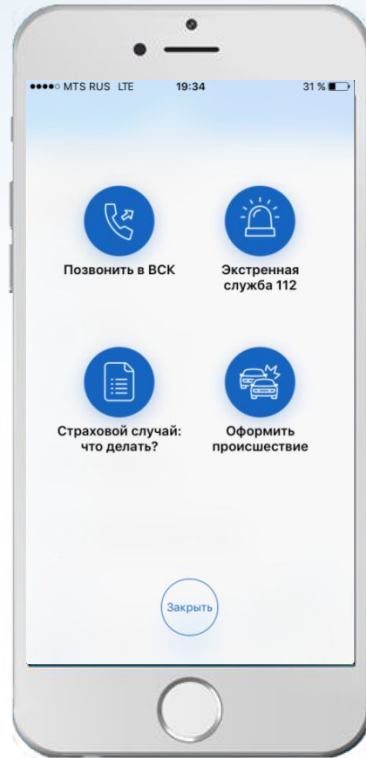 MTS RUS LTE 19:34 31 %
Позвонить в ВСК
Экстренная
служба 112
Страховой случай:
что делать?
Оформить
происшествие
Закрыть